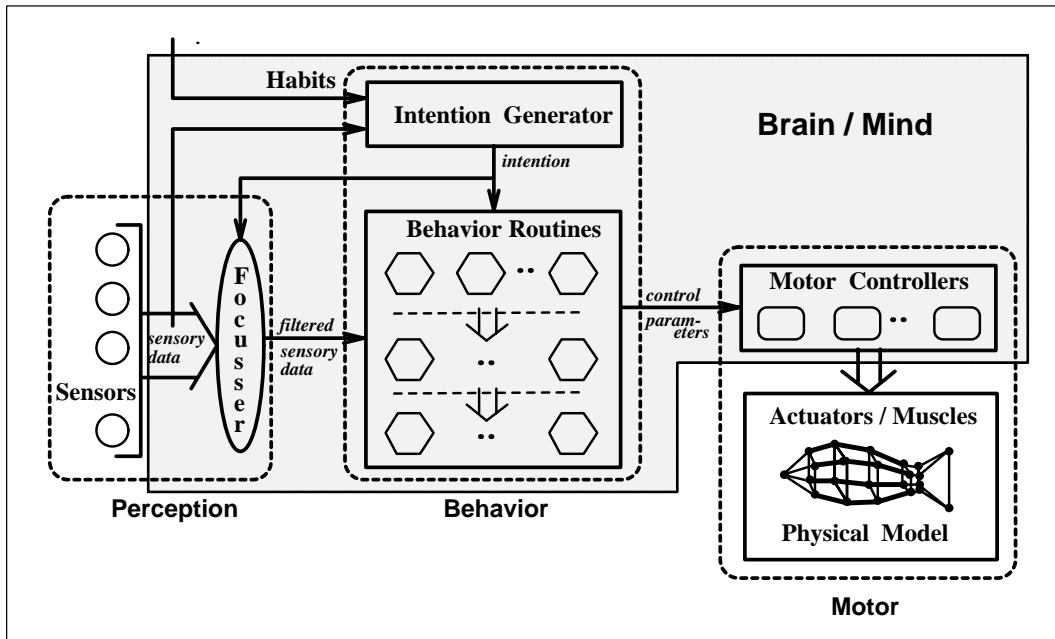 Habits
Intention Generator
Brain / Mind
intention
Behavior Routines
Motor Controllers
control
param-
eters
F
o
c
u
s
s
e
r
sensory
data
filtered
sensory
data
Sensors
Actuators / Muscles
Physical Model
Perception
Behavior
Motor